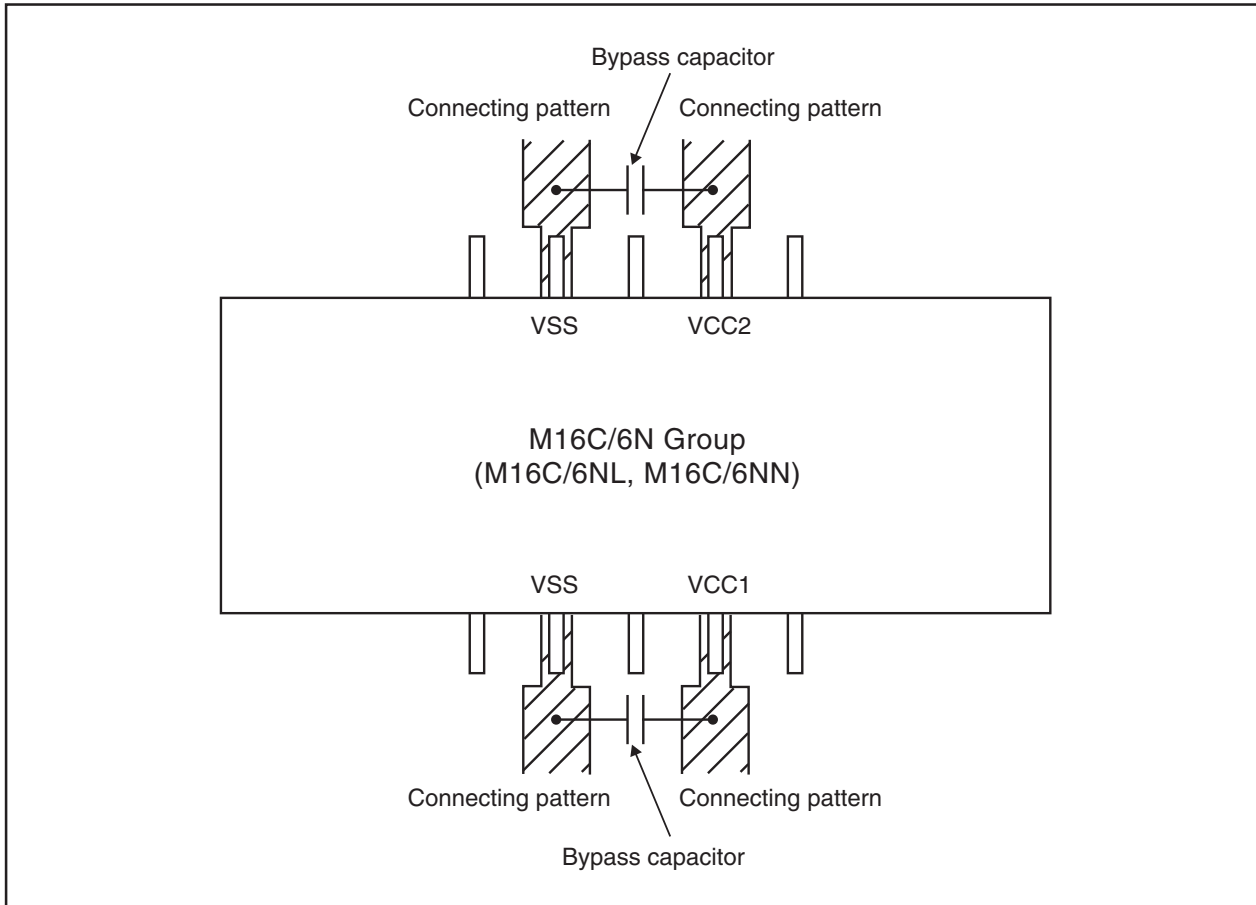 Bypass capacitor
Connecting pattern
Connecting pattern
VSS
VCC2
M16C/6N Group
(M16C/6NL, M16C/6NN)
VSS
VCC1
Connecting pattern
Connecting pattern
Bypass capacitor